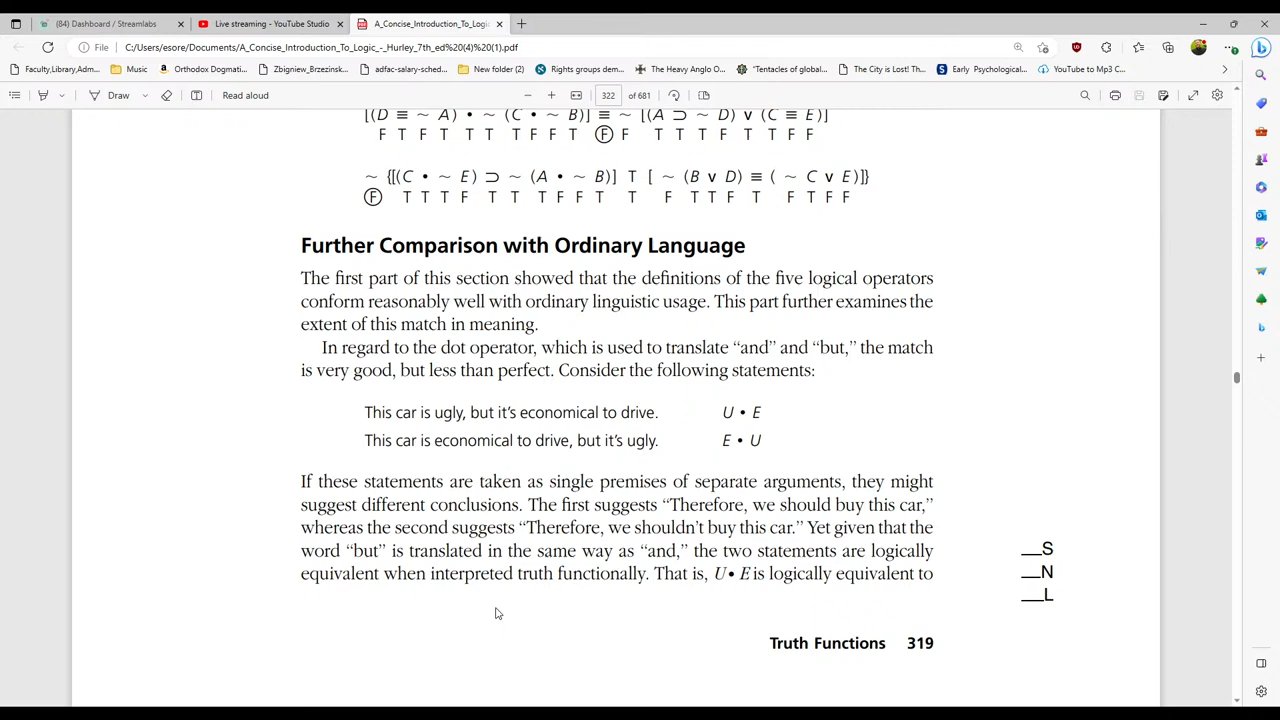 (84) Dashboard / Streamlabs
Live streaming - YouTube Studio
A_Concise_Introduction_To_Logi
File
C:/Users/esore/Documents/A_Concise_Introduction_To_Logic_-_Hurley_7th_ed%20(4)%20(1).pdf
Faculty,Library,Adm...
Music
Orthodox Dogmati...
Zbigniew_Brzezinsk...
adfac-salary-sched...
New folder (2)
Rights groups dem...
The Heavy Anglo O...
"Tentacles of global...
The City is Lost! Th...
Early Psychological...
YouTube to Mp3 C...
Draw
Read aloud
322 of 681
[(D ≡ ~ A) • ~ (C • ~ B)] ≡ ~ [(A ⊃ ~ D) v (C ≡ E)]
F T F T T T F F T F F T T T F T F F
~ {[(C • ~ E) ⊃ ~ (A • ~ B)] T [ ~ (B v D) ≡ ( ~ C v E)]}
F T T T F T T T F F T T F T T F T F T F F
Further Comparison with Ordinary Language
The first part of this section showed that the definitions of the five logical operators
conform reasonably well with ordinary linguistic usage. This part further examines the
extent of this match in meaning.
In regard to the dot operator, which is used to translate “and” and “but,” the match
is very good, but less than perfect. Consider the following statements:
This car is ugly, but it’s economical to drive. U • E
This car is economical to drive, but it’s ugly. E • U
If these statements are taken as single premises of separate arguments, they might
suggest different conclusions. The first suggests “Therefore, we should buy this car,”
whereas the second suggests “Therefore, we shouldn’t buy this car.” Yet given that the
word “but” is translated in the same way as “and,” the two statements are logically
equivalent when interpreted truth functionally. That is, U • E is logically equivalent to
__S
__N
__L
Truth Functions 319